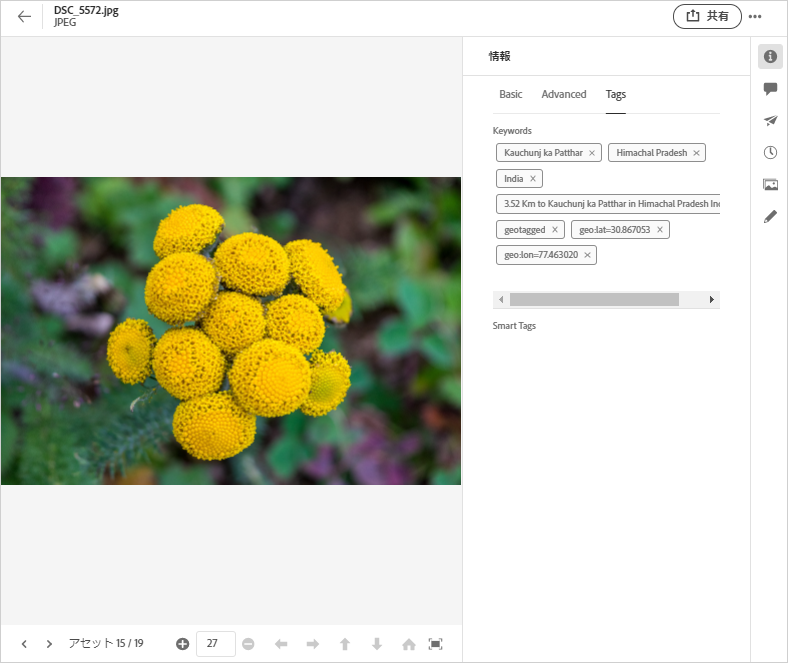 DSC_5572.jpg
JPEG
共有
情報
Basic Advanced Tags
Keywords
Kauchunj ka Patthar × Himachal Pradesh ×
India ×
3.52 Km to Kauchunj ka Patthar in Himachal Pradesh
geotagged × geo:lat=30.867053 ×
geo:lon=77.463020 ×
Smart Tags
アセット 15 / 19 27